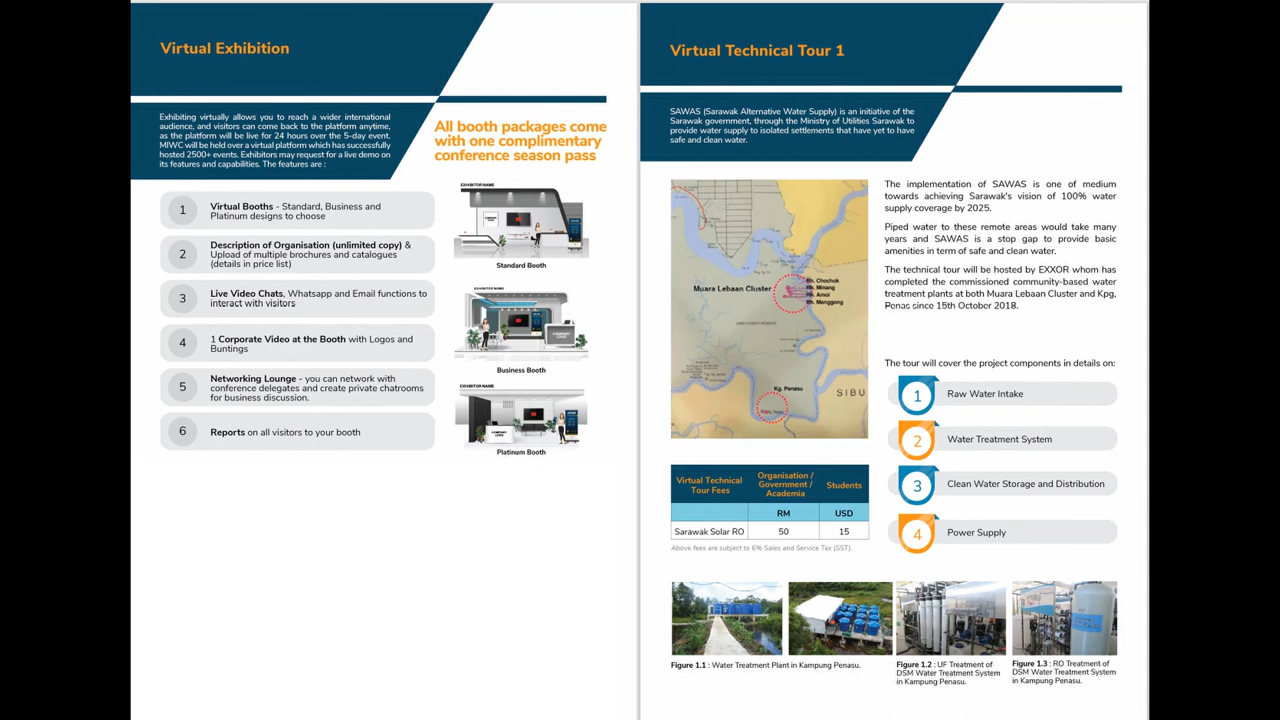 Virtual Exhibition
Exhibiting virtually allows you to reach a wider international
audience, and visitors can come back to the platform anytime,
as the platform will be live for 24 hours over the 5-day event.
MIWC will be held over a virtual platform which has successfully
hosted 2500+ events. Exhibitors may request for a live demo on
its features and capabilities. The features are :
All booth packages come
with one complimentary
conference season pass
1
Virtual Booths - Standard, Business and
Platinum designs to choose
2
Description of Organisation (unlimited copy) &
Upload of multiple brochures and catalogues
(details in price list)
3
Live Video Chats, Whatsapp and Email functions to
interact with visitors
4
1 Corporate Video at the Booth with Logos and
Buntings
5
Networking Lounge - you can network with
conference delegates and create private chatrooms
for business discussion.
6
Reports on all visitors to your booth
EXHIBITOR NAME
Standard Booth
EXHIBITOR NAME
Business Booth
EXHIBITOR NAME
Platinum Booth
Virtual Technical Tour 1
SAWAS (Sarawak Alternative Water Supply) is an initiative of the
Sarawak government, through the Ministry of Utilities Sarawak to
provide water supply to isolated settlements that have yet to have
safe and clean water.
Muara Lebaan Cluster
Rh. Chochok
Rh. Minang
Rh. Amoi
Rh. Manggong
Kg. Penasu
SIBU
The implementation of SAWAS is one of medium
towards achieving Sarawak's vision of 100% water
supply coverage by 2025.
Piped water to these remote areas would take many
years and SAWAS is a stop gap to provide basic
amenities in term of safe and clean water.
The technical tour will be hosted by EXXOR whom has
completed the commissioned community-based water
treatment plants at both Muara Lebaan Cluster and Kpg,
Penas since 15th October 2018.
The tour will cover the project components in details on:
1 Raw Water Intake
2 Water Treatment System
3 Clean Water Storage and Distribution
4 Power Supply
Virtual Technical
Tour Fees
Organisation /
Government /
Academia
Students
RM USD
Sarawak Solar RO 50 15
Above fees are subject to 6% Sales and Service Tax (SST).
Figure 1.1 : Water Treatment Plant in Kampung Penasu.
Figure 1.2 : UF Treatment of
DSM Water Treatment System
in Kampung Penasu.
Figure 1.3 : RO Treatment of
DSM Water Treatment System
in Kampung Penasu.